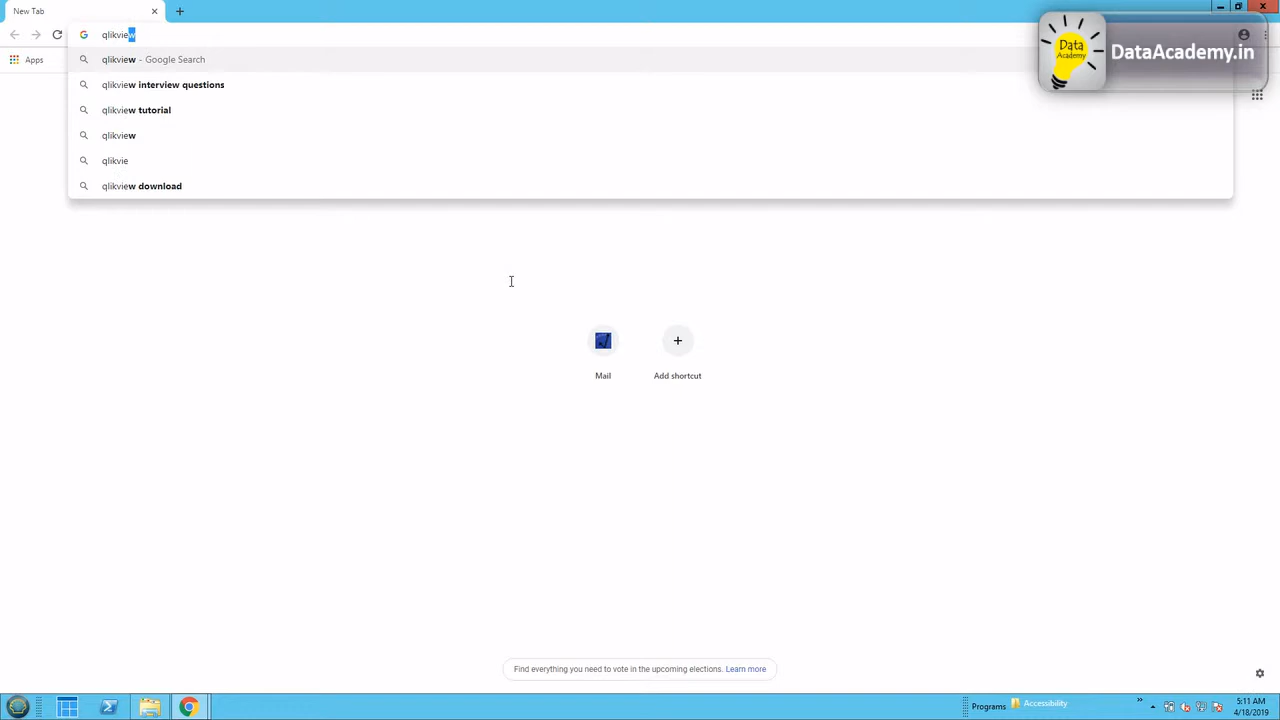 New Tab
qlikview
Apps
qlikview - Google Search
qlikview interview questions
qlikview tutorial
qlikview
qlikvie
qlikview download
Data
Academy
DataAcademy.in
Mail
Add shortcut
Find everything you need to vote in the upcoming elections. Learn more
Programs
Accessibility
5:11 AM
4/18/2019